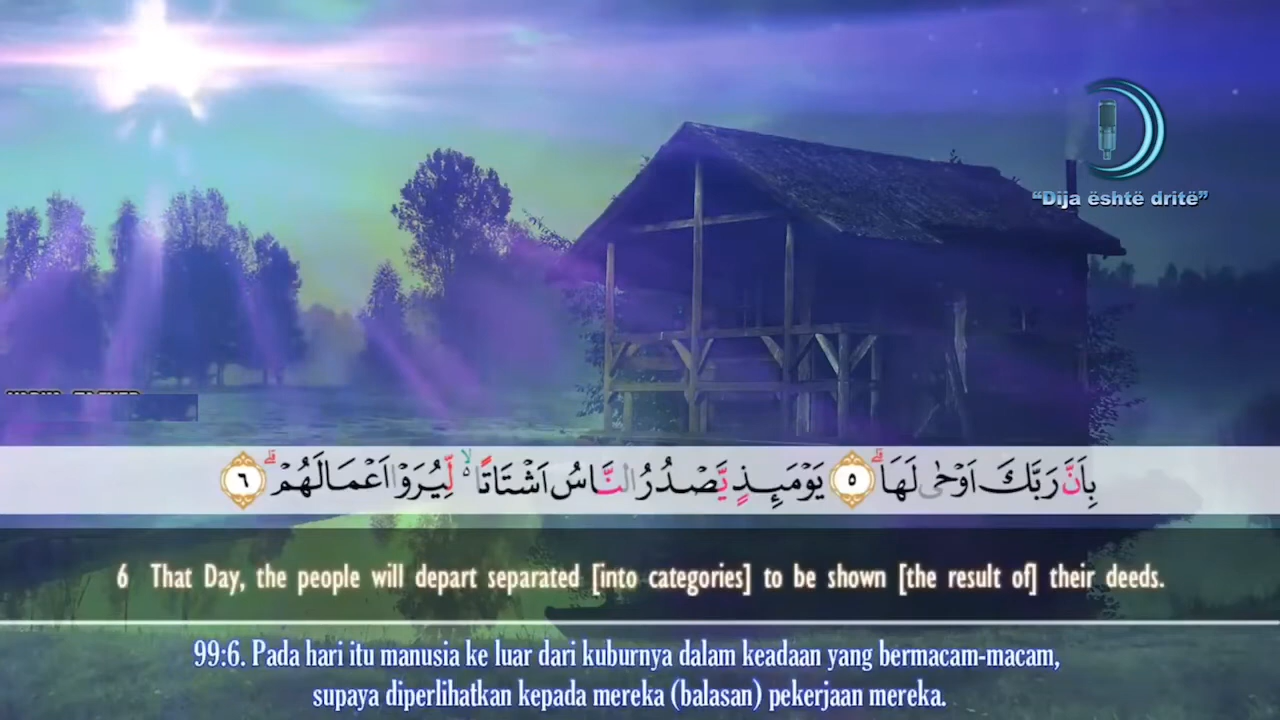 “Dija është dritë”
بِاَنَّ رَبَّكَ اَوْحٰى لَهَاۗ ٥ يَوْمَىِٕذٍ يَّصْدُرُ النَّاسُ اَشْتَاتًا ەۙ لِّيُرَوْا اَعْمَالَهُمْۗ ٦
6 That Day, the people will depart separated [into categories] to be shown [the result of] their deeds.
99:6. Pada hari itu manusia ke luar dari kuburnya dalam keadaan yang bermacam-macam,
supaya diperlihatkan kepada mereka (balasan) pekerjaan mereka.